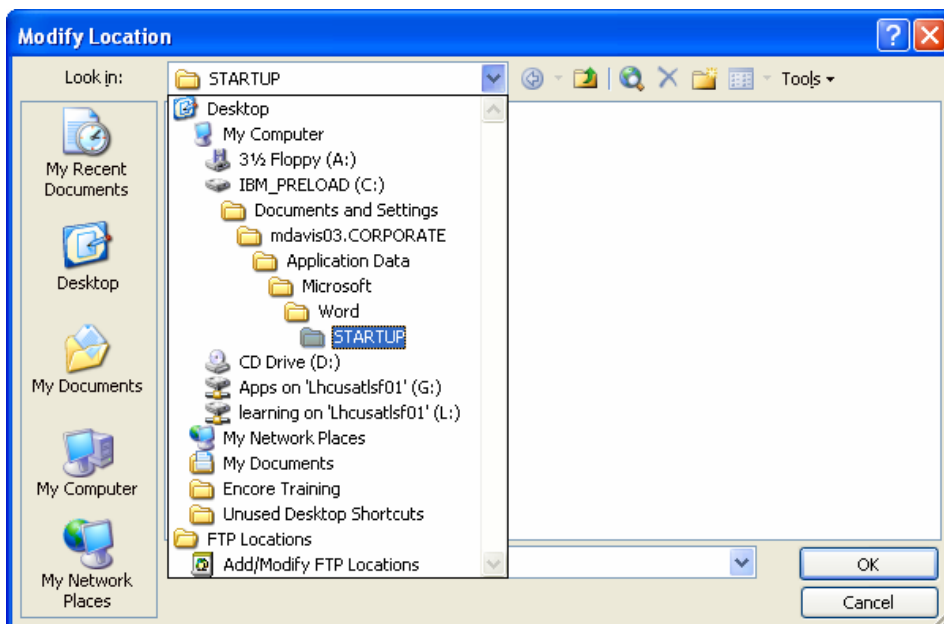 Modify Location
Look in:
STARTUP
Tools
My Recent
Documents
Desktop
My Documents
My Computer
My Network
Places
Desktop
My Computer
3½ Floppy (A:)
IBM_PRELOAD (C:)
Documents and Settings
mdavis03.CORPORATE
Application Data
Microsoft
Word
STARTUP
CD Drive (D:)
Apps on 'Lhcusatlsf01' (G:)
learning on 'Lhcusatlsf01' (L:)
My Network Places
My Documents
Encore Training
Unused Desktop Shortcuts
FTP Locations
Add/Modify FTP Locations
OK
Cancel